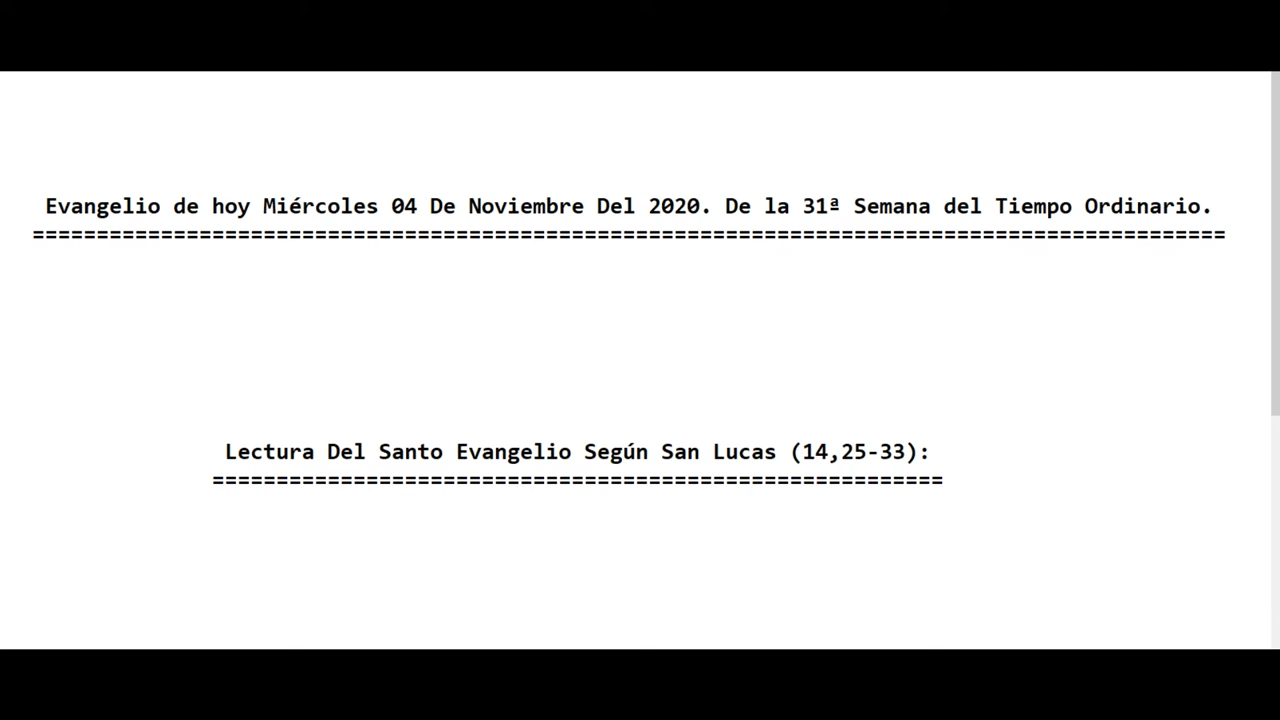 Evangelio de hoy Miércoles 04 De Noviembre Del 2020. De la 31ª Semana del Tiempo Ordinario.
=============================================================================================
Lectura Del Santo Evangelio Según San Lucas (14,25-33):
=========================================================